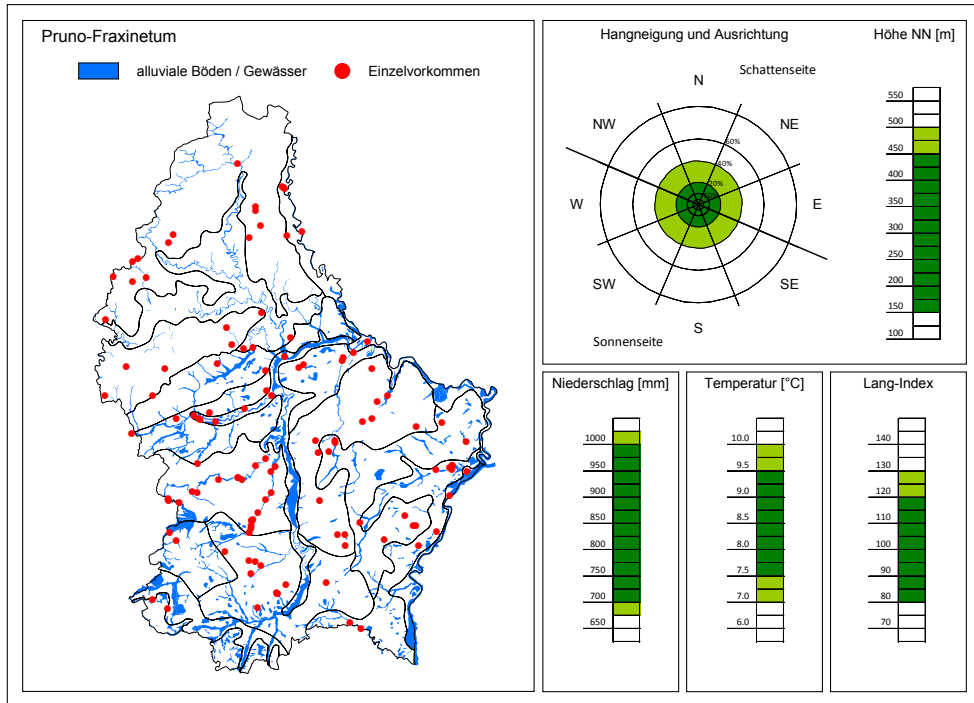 Pruno-Fraxinetum
alluviale Böden / Gewässer
Einzelvorkommen
Hangneigung und Ausrichtung
Schattenseite
N
NW
NE
60%
40%
20%
W
E
SW
SE
S
Sonnenseite
Höhe NN [m]
550
500
450
400
350
300
250
200
150
100
Niederschlag [mm]
1000
950
900
850
800
750
700
650
Temperatur [°C]
10.0
9.5
9.0
8.5
8.0
7.5
7.0
6.0
Lang-Index
140
130
120
110
100
90
80
70